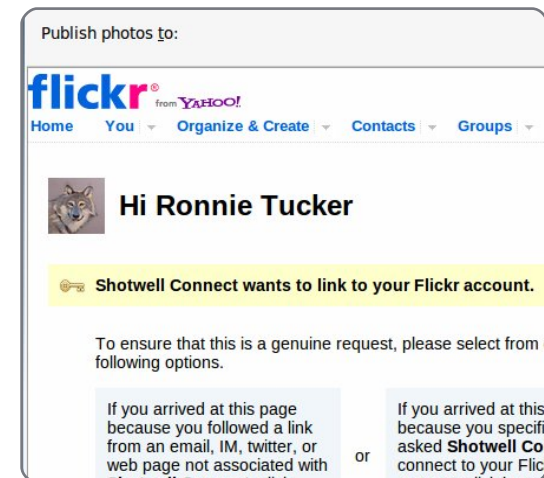 Publish photos to:
flickr® from YAHOO!
Home You Organize & Create Contacts Groups
Hi Ronnie Tucker
Shotwell Connect wants to link to your Flickr account.
To ensure that this is a genuine request, please select from
following options.
If you arrived at this page
because you followed a link
from an email, IM, twitter, or
web page not associated with
or
If you arrived at this
because you specifi
asked Shotwell Co
connect to your Flic